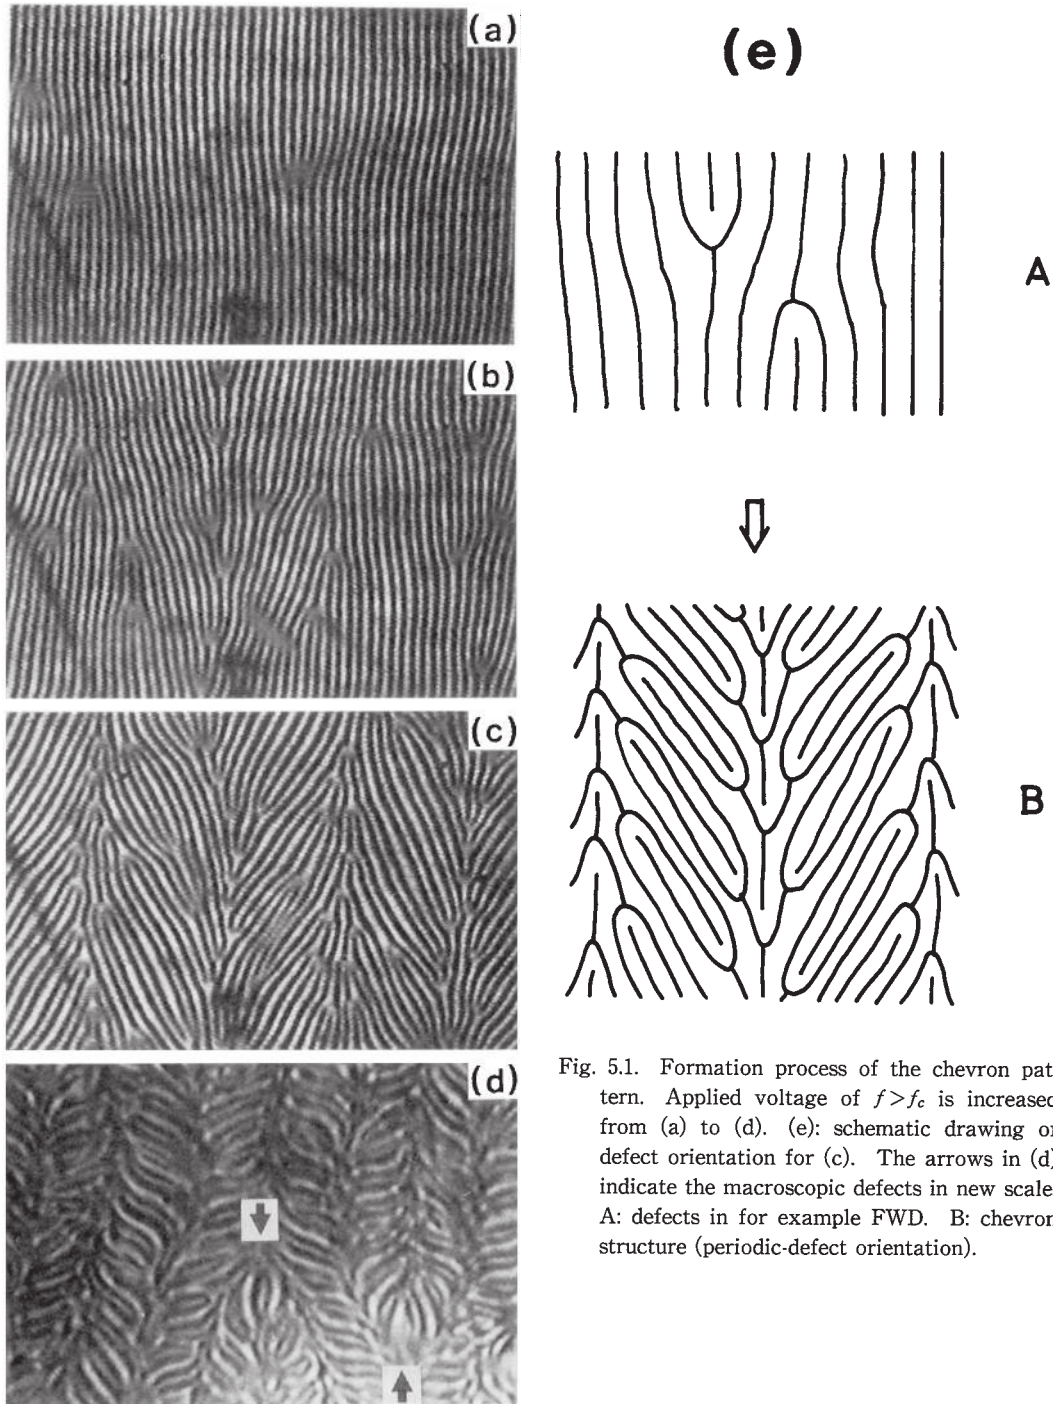 (a)
(b)
(c)
(d)
(e)
A
B
Fig. 5.1. Formation process of the chevron pat
tern. Applied voltage of f>fc is increased
from (a) to (d). (e): schematic drawing o
defect orientation for (c). The arrows in (d)
indicate the macroscopic defects in new scale
A: defects in for example FWD. B: chevron
structure (periodic-defect orientation).